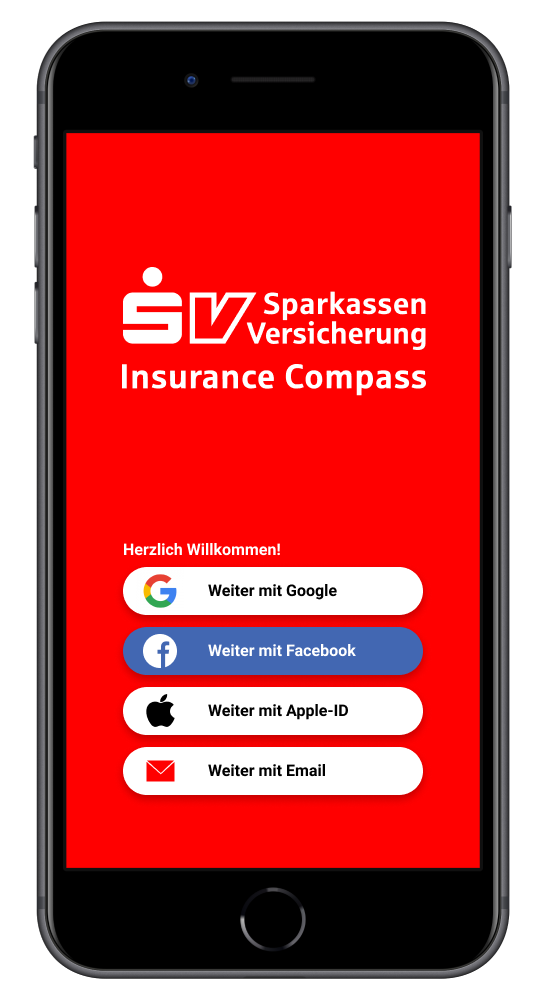 SV Sparkassen
Versicherung
Insurance Compass
Herzlich Willkommen!
Weiter mit Google
Weiter mit Facebook
Weiter mit Apple-ID
Weiter mit Email